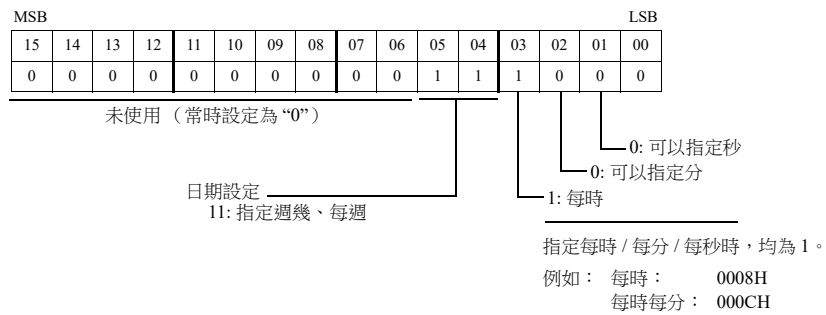 MSB LSB
15 14 13 12 11 10 09 08 07 06 05 04 03 02 01 00
0 0 0 0 0 0 0 0 0 0 1 1 1 0 0 0
未使用（常時設定為 “0”）
0: 可以指定秒
0: 可以指定分
日期設定
1: 每時
11: 指定週幾、每週
指定每時 / 每分 / 每秒時，均為 1。
例如： 每時： 0008H
每時每分： 000CH